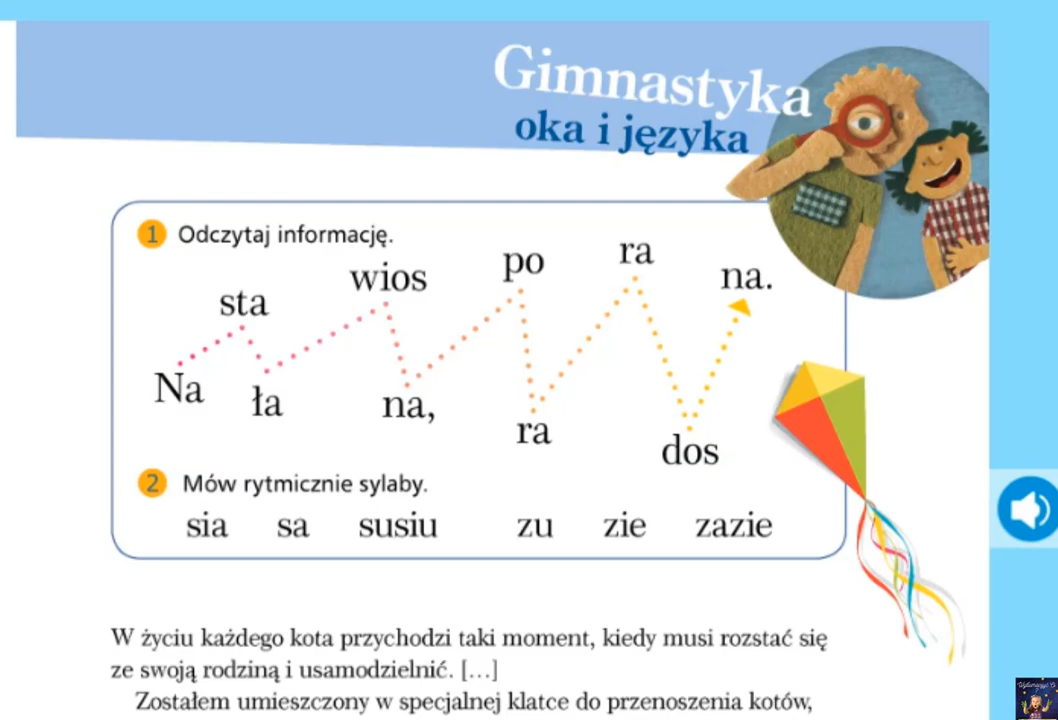 Gimnastyka
oka i języka
1 Odczytaj informację.
Na sta ła wios na, po ra ra dos na.
2 Mów rytmicznie sylaby.
sia sa susiu zu zie zazie
W życiu każdego kota przychodzi taki moment, kiedy musi rozstać się
ze swoją rodziną i usamodzielnić. [...]
Zostałem umieszczony w specjalnej klatce do przenoszenia kotów,